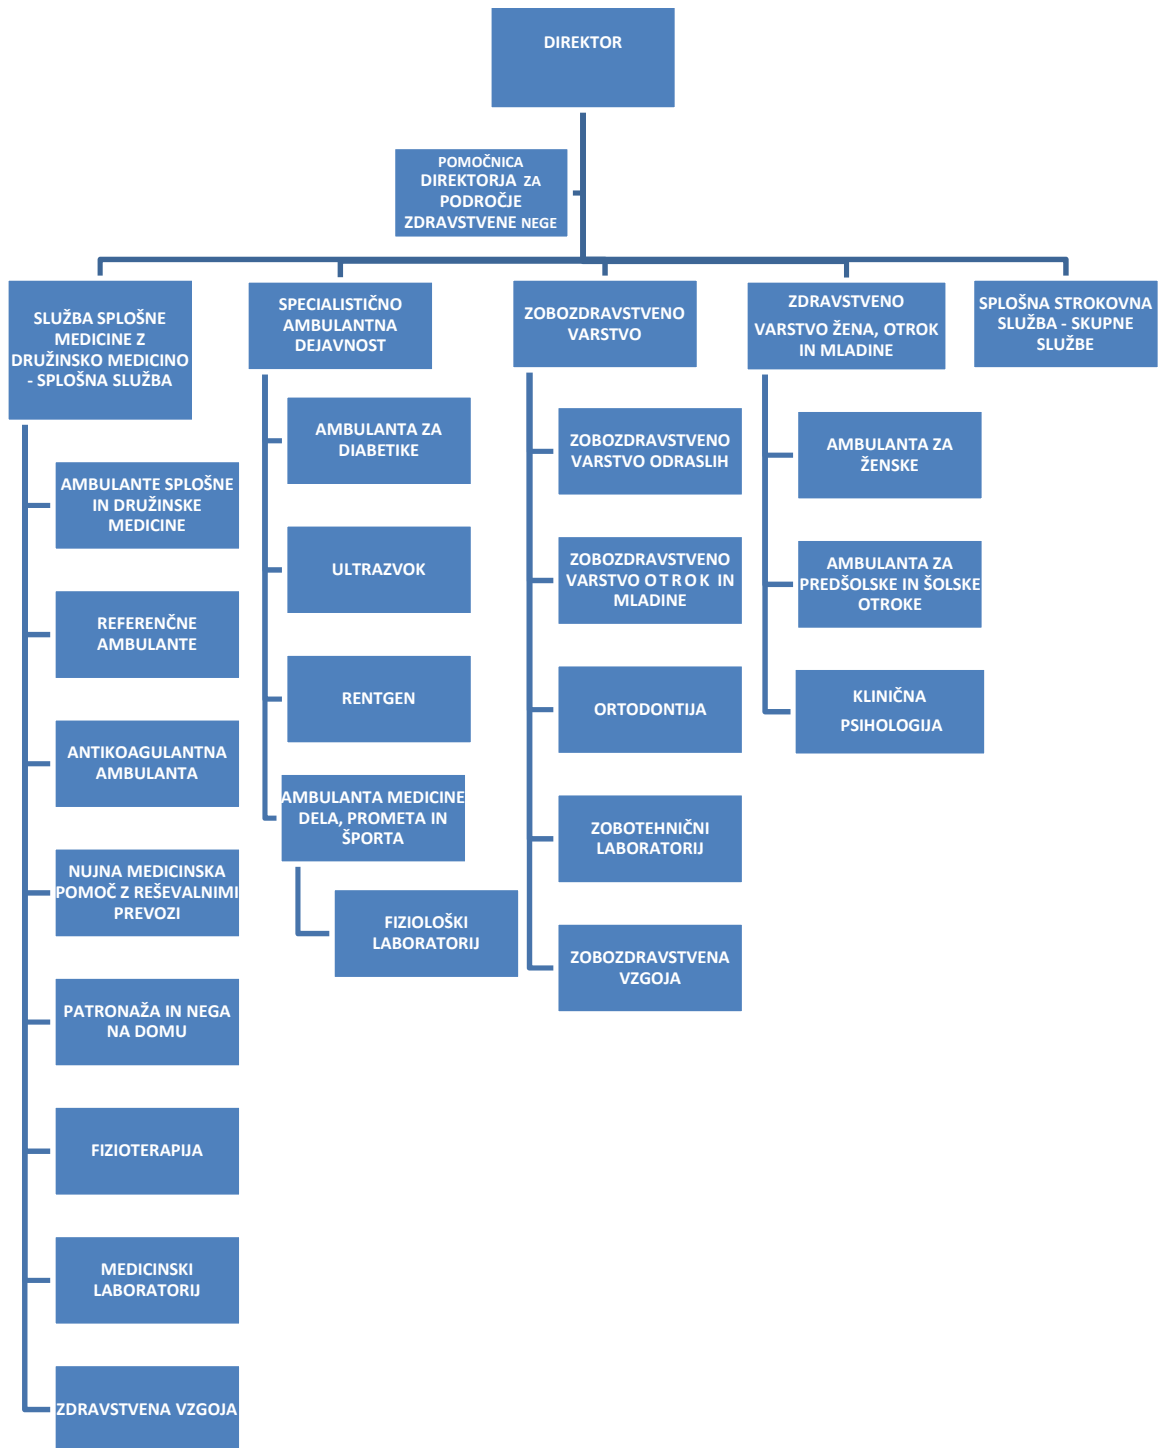 DIREKTOR
POMOČNICA
DIREKTORJA ZA
PODROČJE
ZDRAVSTVENE NEGE
SLUŽBA SPLOŠNE
MEDICINE Z
DRUŽINSKO MEDICINO
- SPLOŠNA SLUŽBA
AMBULANTE SPLOŠNE
IN DRUŽINSKE
MEDICINE
REFERENČNE
AMBULANTE
ANTIKOAGULANTNA
AMBULANTA
NUJNA MEDICINSKA
POMOČ Z REŠEVALNIMI
PREVOZI
PATRONAŽA IN NEGA
NA DOMU
FIZIOTERAPIJA
MEDICINSKI
LABORATORIJ
ZDRAVSTVENA VZGOJA
SPECIALISTIČNO
AMBULANTNA
DEJAVNOST
AMBULANTA ZA
DIABETIKE
ULTRAZVOK
RENTGEN
AMBULANTA MEDICINE
DELA, PROMETA IN
ŠPORTA
FIZIOLOŠKI
LABORATORIJ
ZOBOZDRAVSTVENO
VARSTVO
ZOBOZDRAVSTVENO
VARSTVO ODRASLIH
ZOBOZDRAVSTVENO
VARSTVO O T R O K IN
MLADINE
ORTODONTIJA
ZOBOTEHNIČNI
LABORATORIJ
ZOBOZDRAVSTVENA
VZGOJA
ZDRAVSTVENO
VARSTVO ŽENA, OTROK
IN MLADINE
AMBULANTA ZA
ŽENSKE
AMBULANTA ZA
PREDŠOLSKE IN ŠOLSKE
OTROKE
KLINIČNA
PSIHOLOGIJA
SPLOŠNA STROKOVNA
SLUŽBA - SKUPNE
SLUŽBE